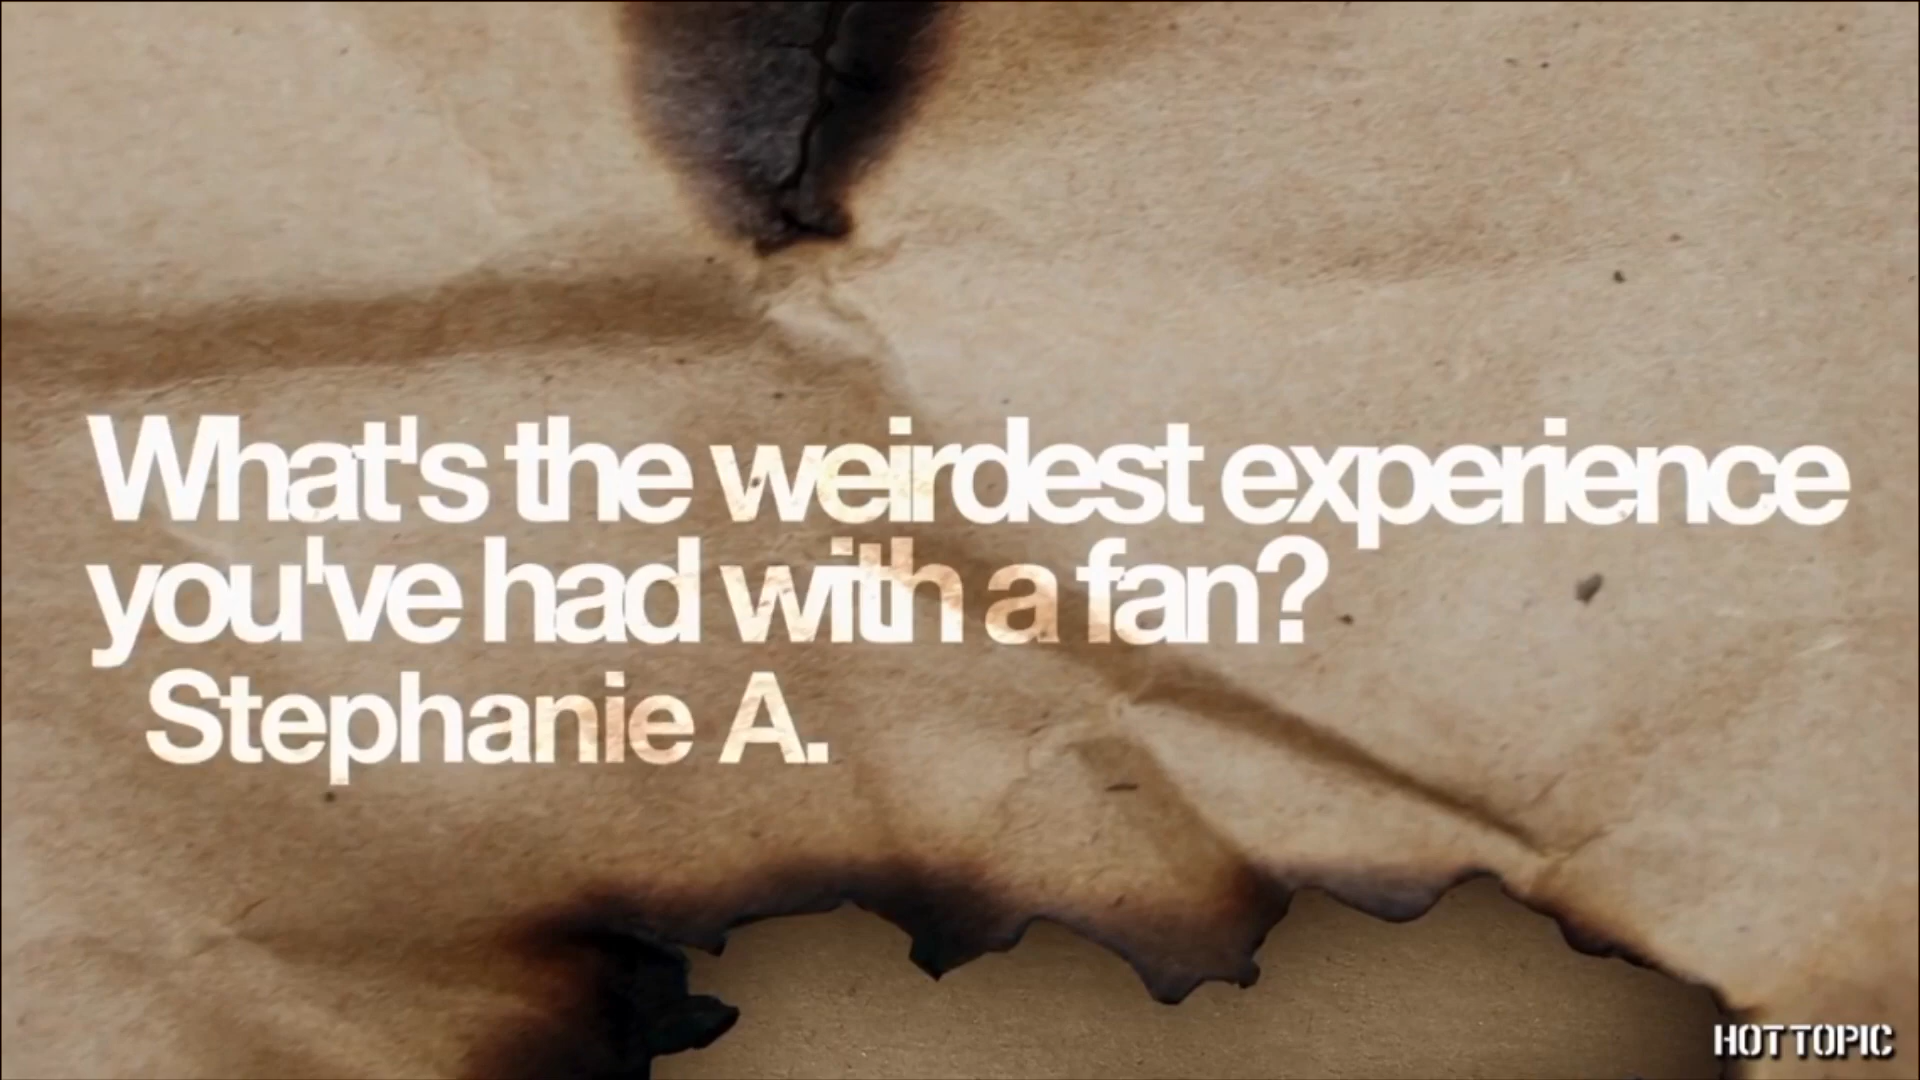 What's the weirdest experience
you've had with a fan?
Stephanie A.
HOT TOPIC